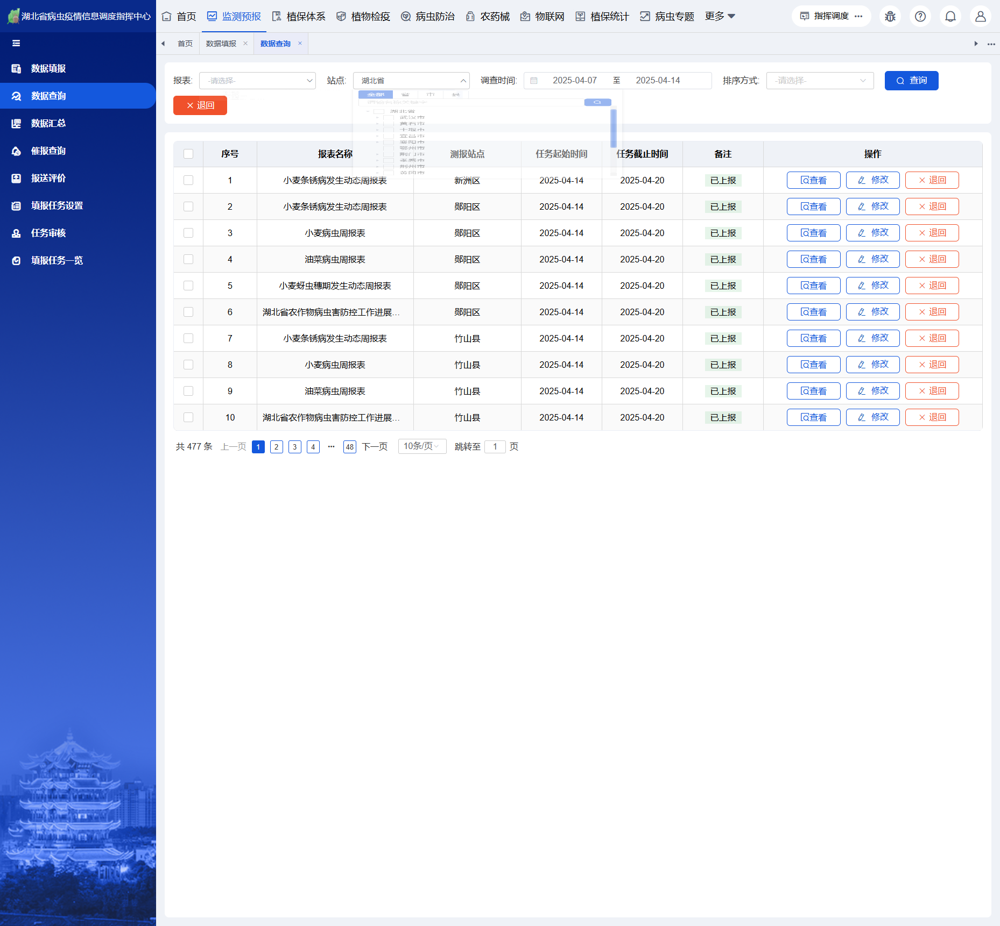 湖北省病虫疫情信息调度指挥中心
首页 监测预报 植保体系 植物检疫 病虫防治 农药械 物联网 植保统计 病虫专题 更多
指挥调度
数据填报
数据查询
数据汇总
催报查询
报送评价
填报任务设置
任务审核
填报任务一览
首页 数据填报 数据查询
报表: -请选择- 站点: 湖北省 调查时间: 2025-04-07 至 2025-04-14 排序方式: -请选择- 查询
退回
全部 省 市 县
湖北省
武汉市
黄石市
十堰市
宜昌市
襄阳市
鄂州市
荆门市
孝感市
荆州市
黄冈市
序号 报表名称 测报站点 任务起始时间 任务截止时间 备注 操作
1 小麦条锈病发生动态周报表 新洲区 2025-04-14 2025-04-20 已上报 查看 修改 退回
2 小麦条锈病发生动态周报表 郧阳区 2025-04-14 2025-04-20 已上报 查看 修改 退回
3 小麦病虫周报表 郧阳区 2025-04-14 2025-04-20 已上报 查看 修改 退回
4 油菜病虫周报表 郧阳区 2025-04-14 2025-04-20 已上报 查看 修改 退回
5 小麦蚜虫穗期发生动态周报表 郧阳区 2025-04-14 2025-04-20 已上报 查看 修改 退回
6 湖北省农作物病虫害防控工作进展... 郧阳区 2025-04-14 2025-04-20 已上报 查看 修改 退回
7 小麦条锈病发生动态周报表 竹山县 2025-04-14 2025-04-20 已上报 查看 修改 退回
8 小麦病虫周报表 竹山县 2025-04-14 2025-04-20 已上报 查看 修改 退回
9 油菜病虫周报表 竹山县 2025-04-14 2025-04-20 已上报 查看 修改 退回
10 湖北省农作物病虫害防控工作进展... 竹山县 2025-04-14 2025-04-20 已上报 查看 修改 退回
共 477 条 上一页 1 2 3 4 ... 48 下一页 10条/页 跳转至 1 页